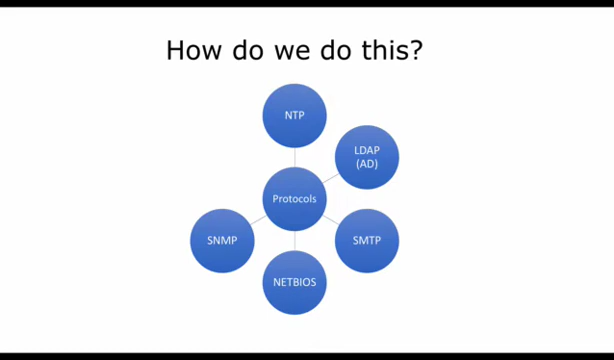 How do we do this?
NTP
LDAP
(AD)
Protocols
SNMP
SMTP
NETBIOS